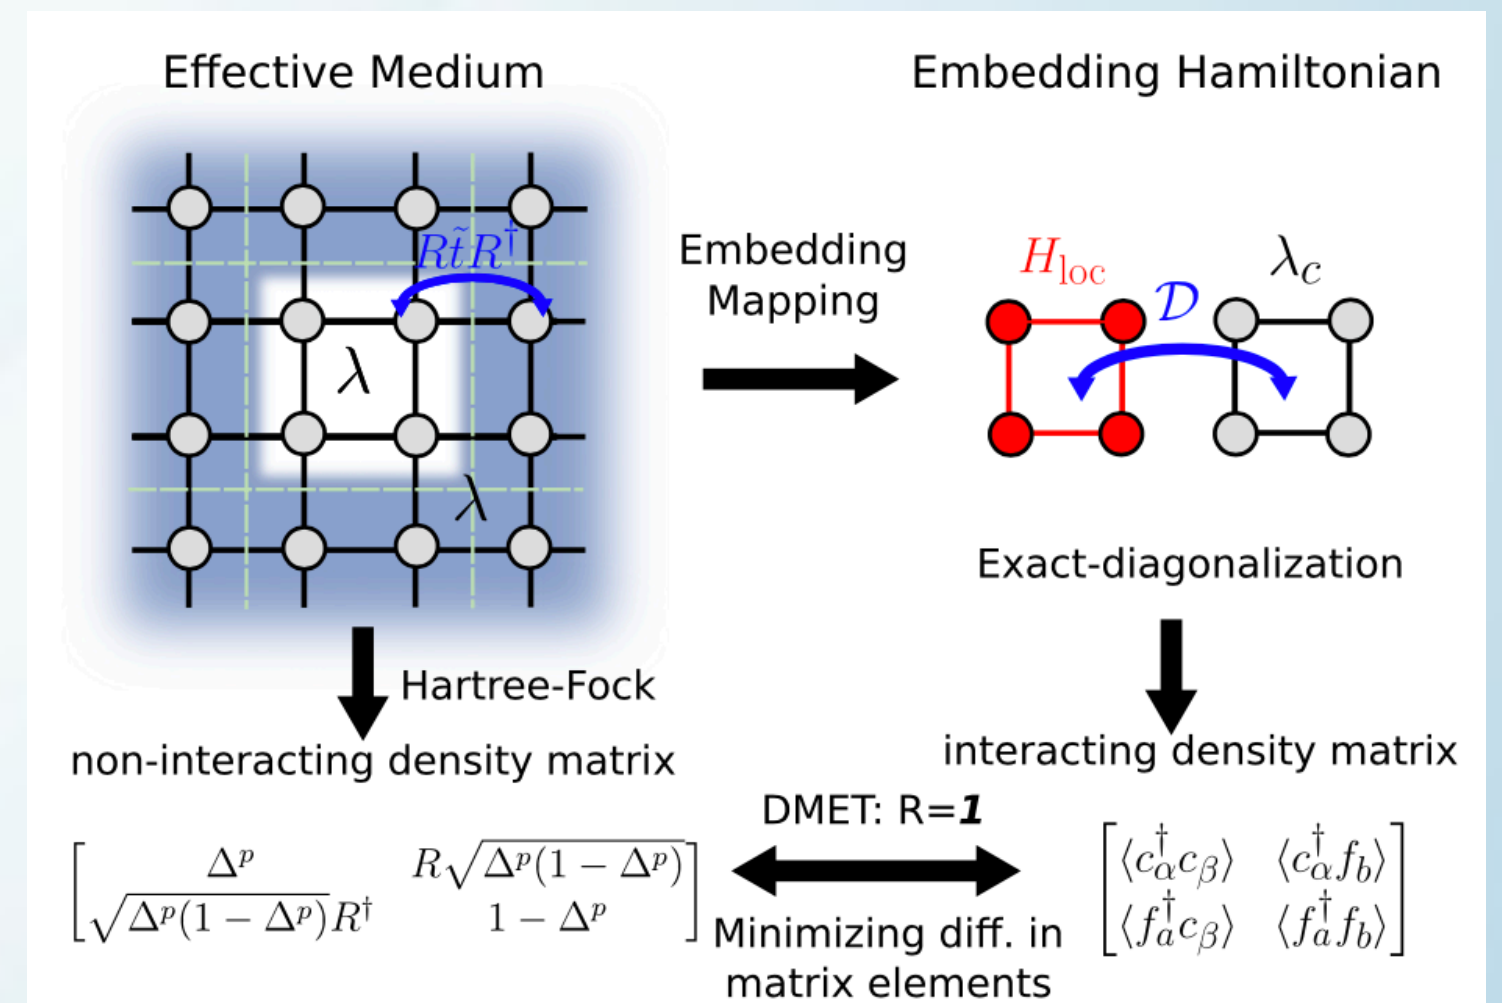 Effective Medium
Embedding Hamiltonian
Rt̃R†
λ
λ
Embedding
Mapping
H_loc
𝒟
λ_c
Exact-diagonalization
Hartree-Fock
non-interacting density matrix
interacting density matrix
DMET: R=1
Δ^p R√(Δ^p(1 − Δ^p))
√(Δ^p(1 − Δ^p))R† 1 − Δ^p
Minimizing diff. in
matrix elements
⟨c†_α c_β⟩ ⟨c†_α f_b⟩
⟨f†_a c_β⟩ ⟨f†_a f_b⟩